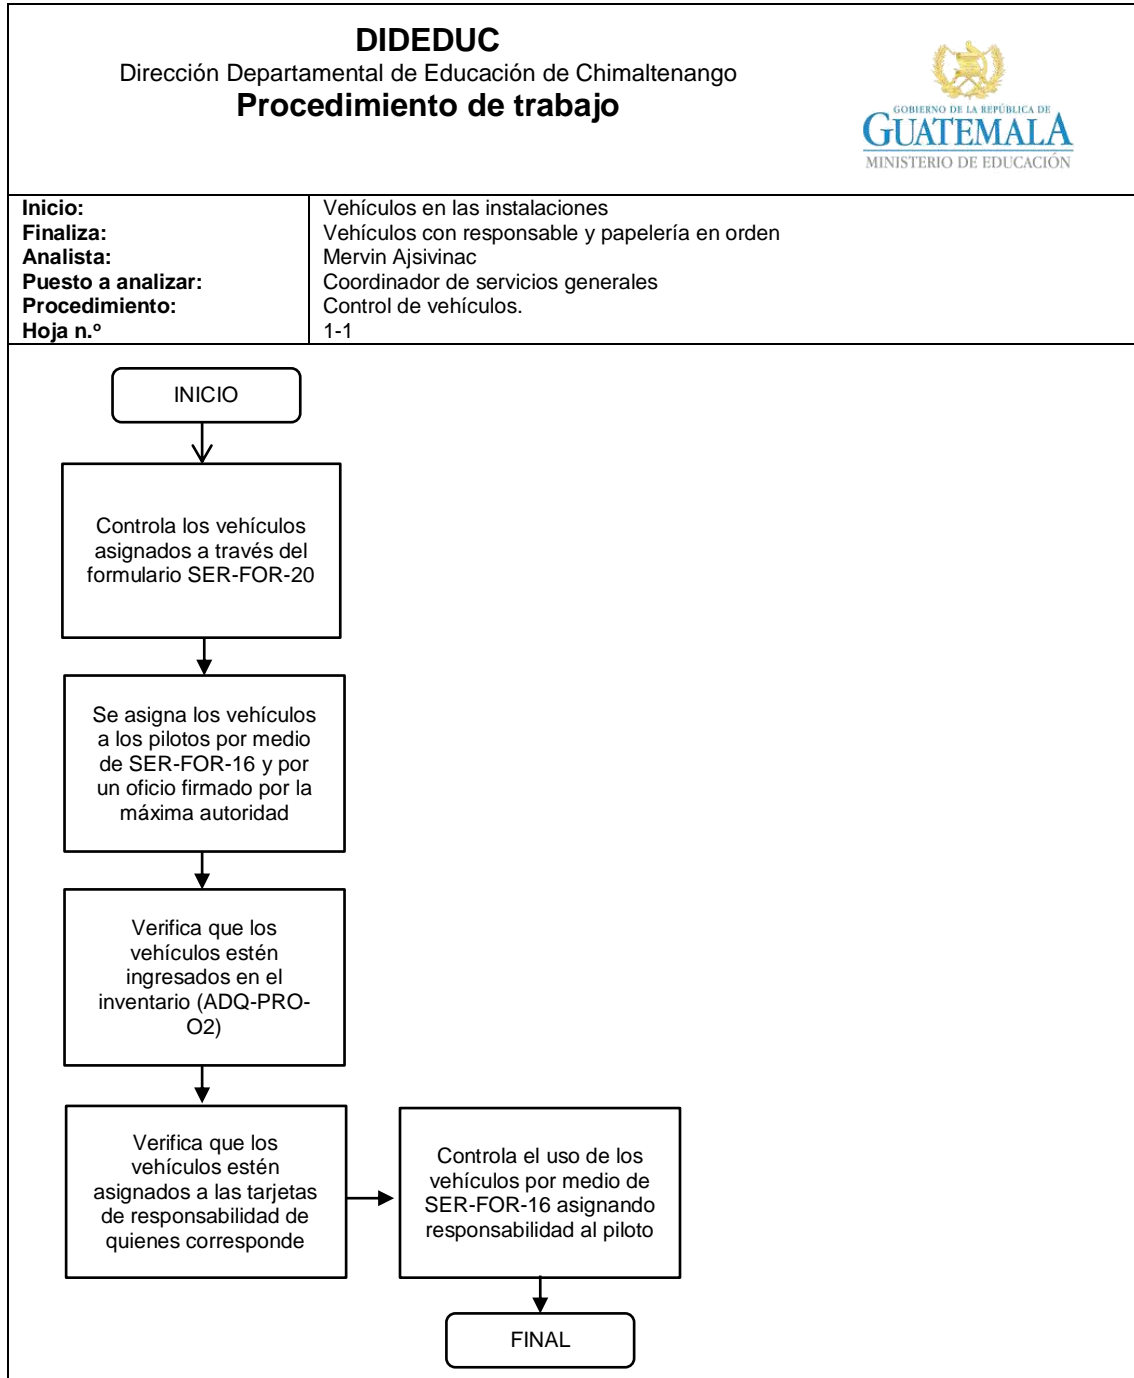 DIDEDUC
Dirección Departamental de Educación de Chimaltenango
Procedimiento de trabajo
GOBIERNO DE LA REPÚBLICA DE
GUATEMALA
MINISTERIO DE EDUCACIÓN
Inicio: Vehículos en las instalaciones
Finaliza: Vehículos con responsable y papelería en orden
Analista: Mervin Ajsivinac
Puesto a analizar: Coordinador de servicios generales
Procedimiento: Control de vehículos.
Hoja n.º 1-1
INICIO
Controla los vehículos
asignados a través del
formulario SER-FOR-20
Se asigna los vehículos
a los pilotos por medio
de SER-FOR-16 y por
un oficio firmado por la
máxima autoridad
Verifica que los
vehículos estén
ingresados en el
inventario (ADQ-PRO-
O2)
Verifica que los
vehículos estén
asignados a las tarjetas
de responsabilidad de
quienes corresponde
Controla el uso de los
vehículos por medio de
SER-FOR-16 asignando
responsabilidad al piloto
FINAL